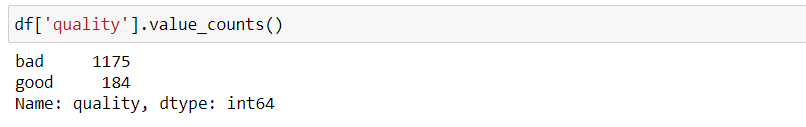 df['quality'].value_counts()
bad     1175
good     184
Name: quality, dtype: int64